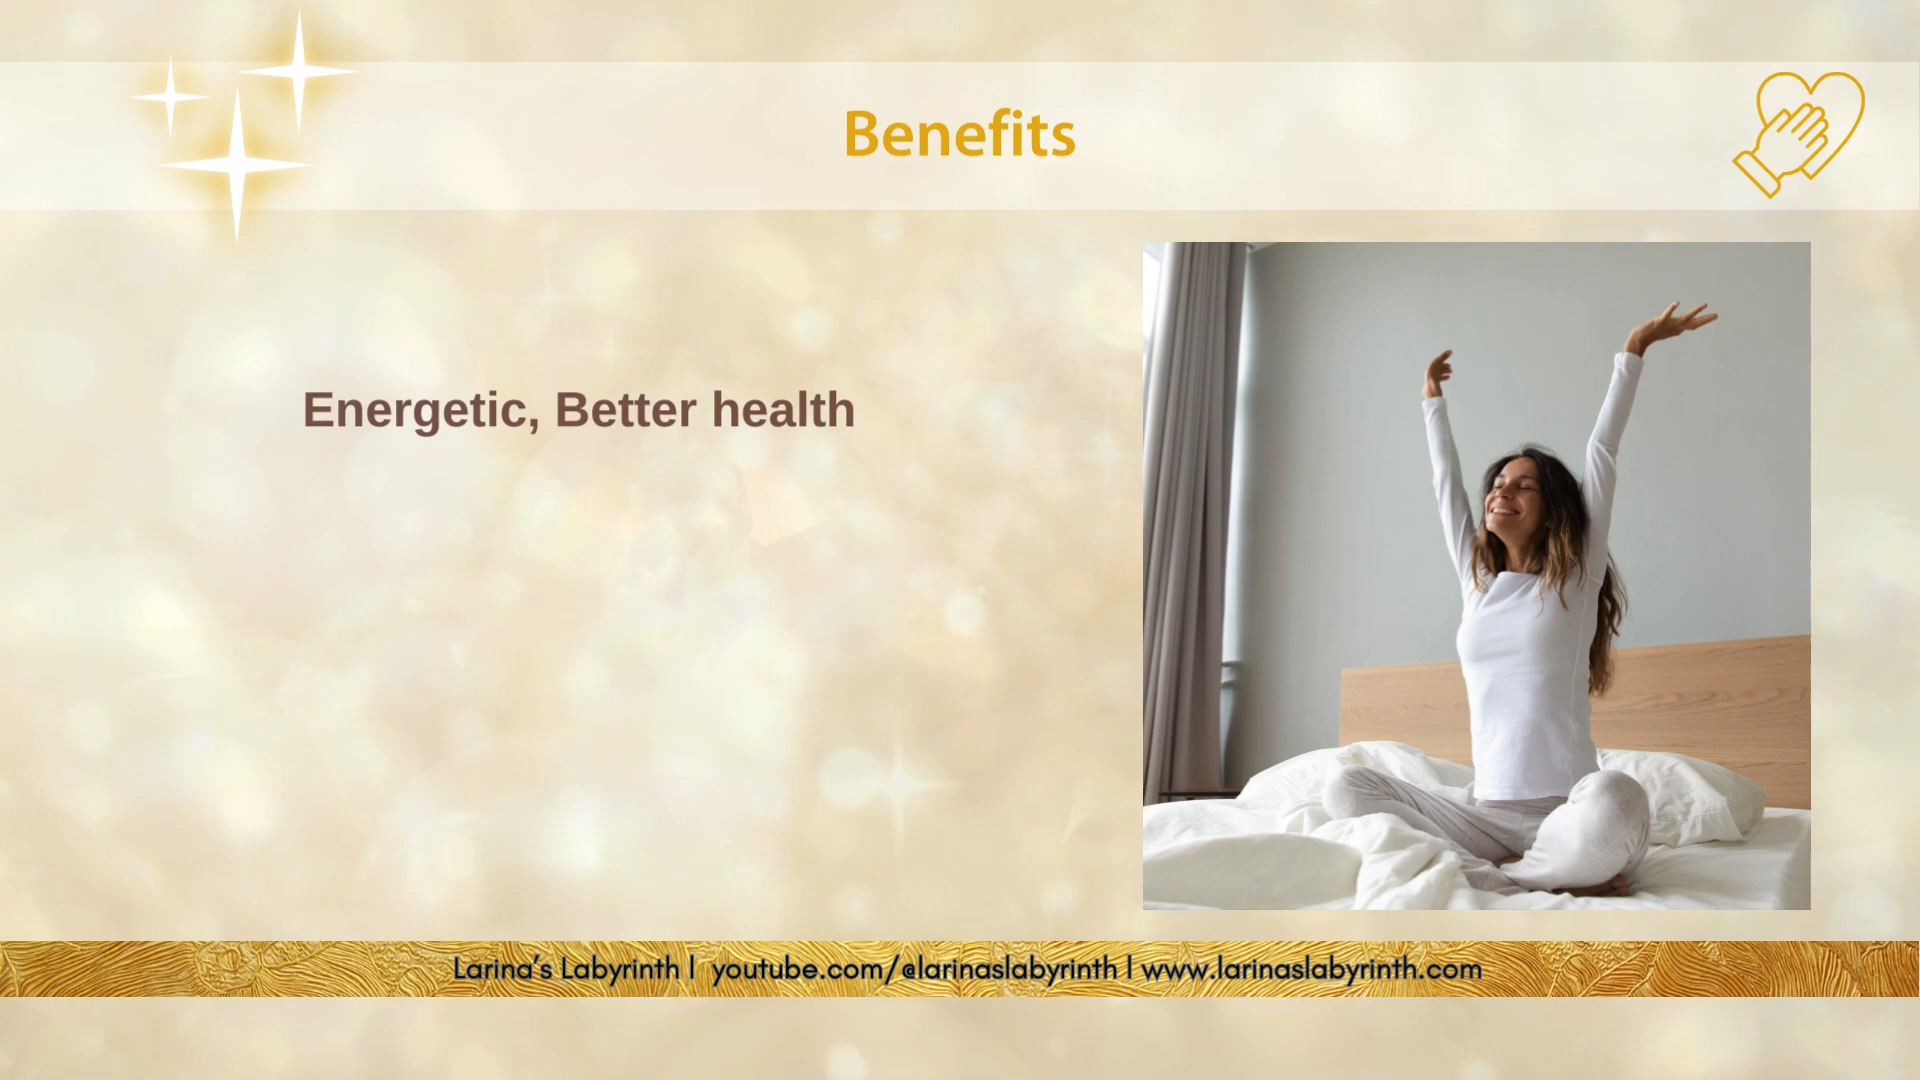 Benefits
Energetic, Better health
Larina's Labyrinth | youtube.com/@larinaslabyrinth | www.larinaslabyrinth.com